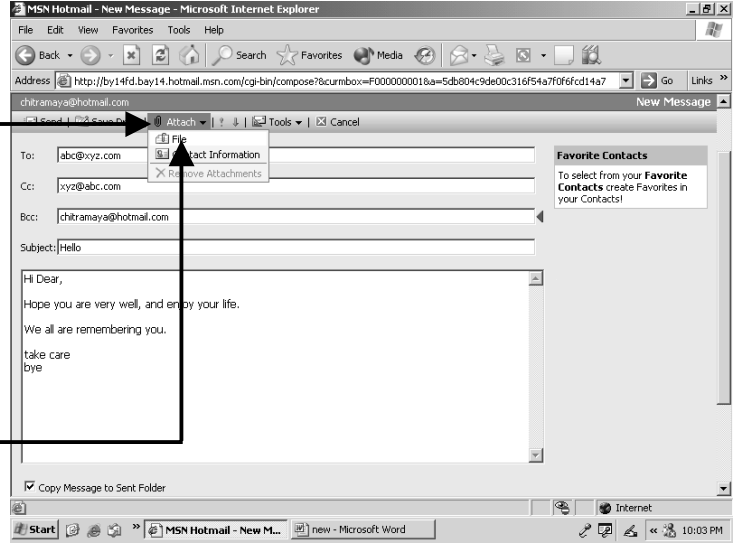 MSN Hotmail - New Message - Microsoft Internet Explorer
File Edit View Favorites Tools Help
Back Search Favorites Media
Address http://by14fd.bay14.hotmail.msn.com/cgi-bin/compose?&curmbox=F000000001&a=5db804c9de00c316f54a7f0f6fcd14a7 Go Links »
chitramaya@hotmail.com New Message
Send | Save | Attach | Tools | Cancel
File
Contact Information
Remove Attachments
To: abc@xyz.com
Favorite Contacts
To select from your Favorite
Contacts create Favorites in
your Contacts!
Cc: xyz@abc.com
Bcc: chitramaya@hotmail.com
Subject: Hello
Hi Dear,
Hope you are very well, and enjoy your life.
We all are remembering you.
take care
bye
Copy Message to Sent Folder
Internet
Start » MSN Hotmail - New M... new - Microsoft Word « 10:03 PM